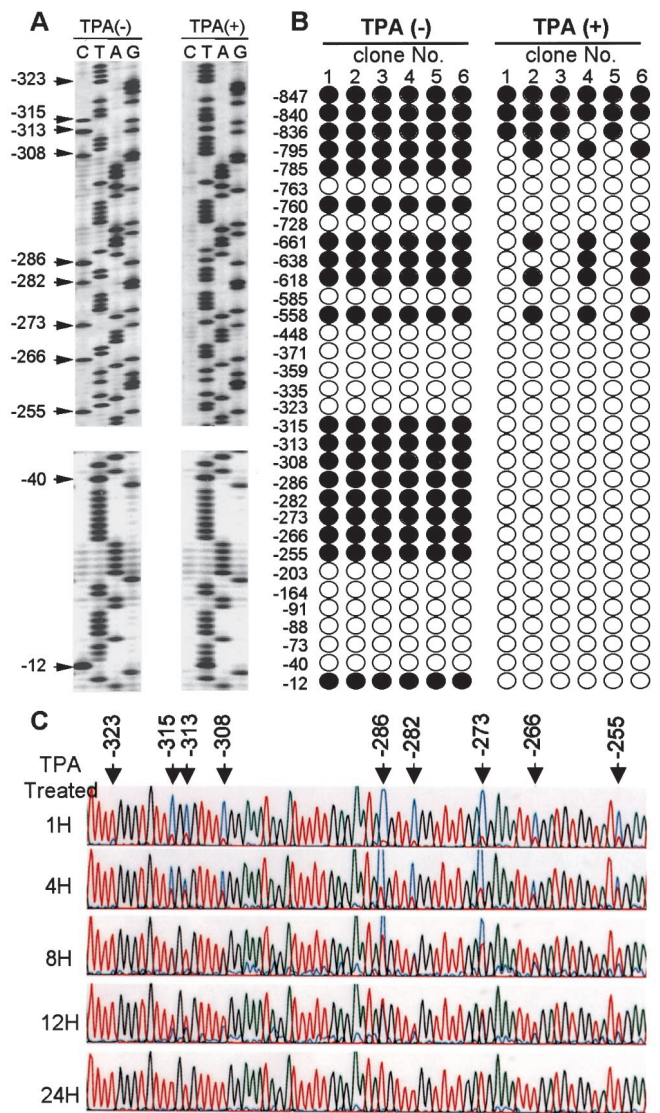 A
TPA(-)
TPA(+)
C T A G
C T A G
-323
-315
-313
-308
-286
-282
-273
-266
-255
-40
-12
B
TPA (-)
TPA (+)
clone No.
clone No.
1 2 3 4 5 6
1 2 3 4 5 6
-847
-840
-836
-795
-785
-763
-760
-728
-661
-638
-618
-585
-558
-448
-371
-359
-335
-323
-315
-313
-308
-286
-282
-273
-266
-255
-203
-164
-91
-88
-73
-40
-12
C
-323
-315
-313
-308
-286
-282
-273
-266
-255
TPA
Treated
1H
4H
8H
12H
24H